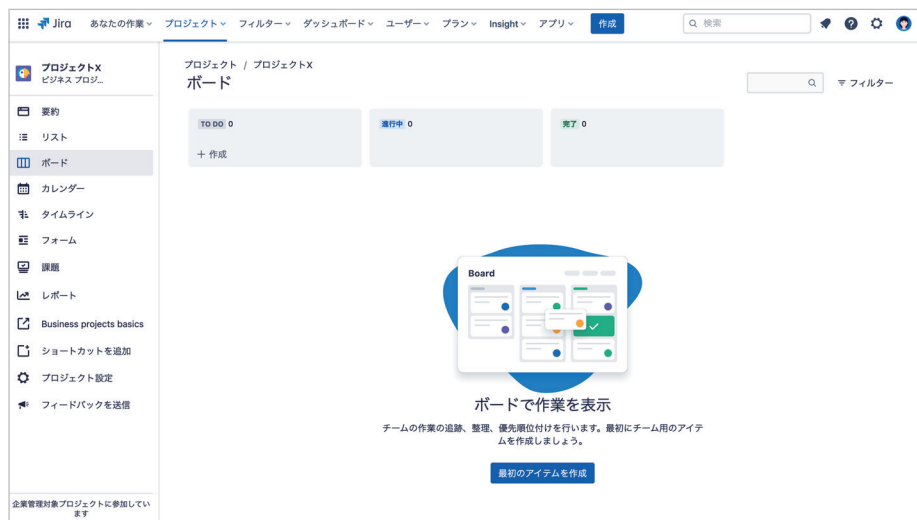 Jira あなたの作業 プロジェクト フィルター ダッシュボード ユーザー プラン Insight アプリ 作成 検索
プロジェクトX
ビジネス プロジ...
要約
リスト
ボード
カレンダー
タイムライン
フォーム
課題
レポート
Business projects basics
ショートカットを追加
プロジェクト設定
フィードバックを送信
企業管理対象プロジェクトに参加してい
ます
プロジェクト / プロジェクトX
ボード
フィルター
TO DO 0 進行中 0 完了 0
+ 作成
Board
ボードで作業を表示
チームの作業の追跡、整理、優先順位付けを行います。最初にチーム用のアイテ
ムを作成しましょう。
最初のアイテムを作成